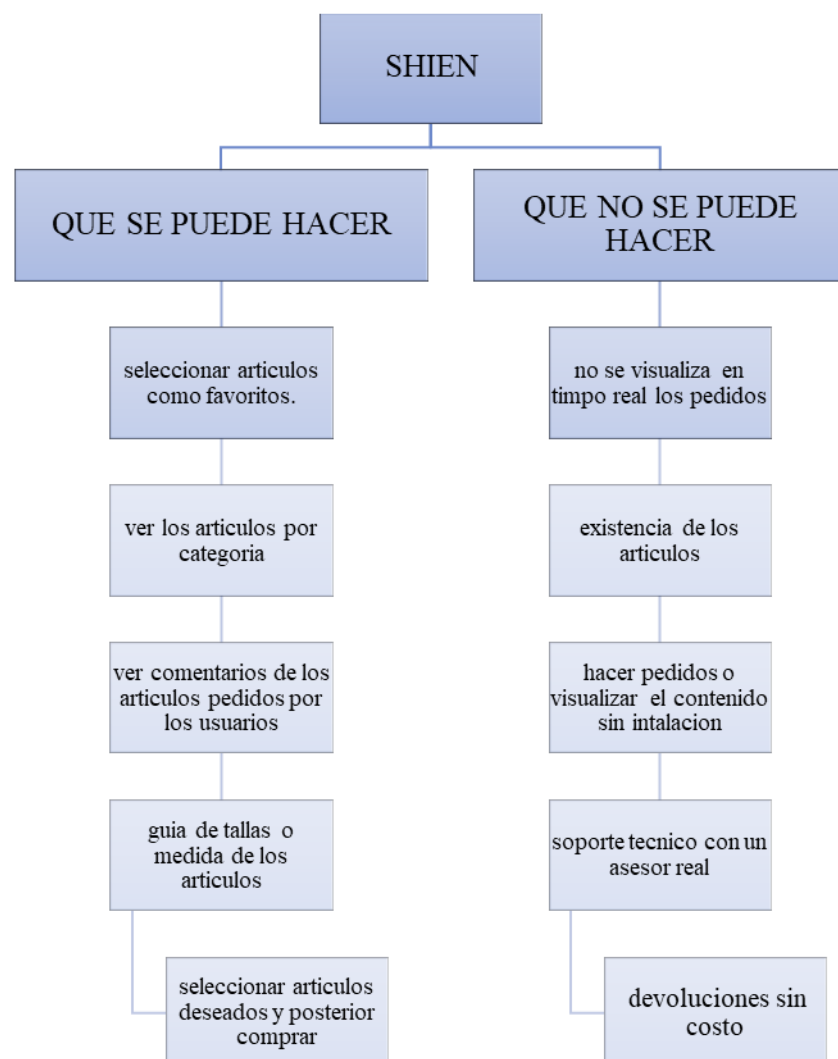 SHIEN
QUE SE PUEDE HACER
seleccionar articulos
como favoritos.
ver los articulos por
categoria
ver comentarios de los
articulos pedidos por
los usuarios
guia de tallas o
medida de los
articulos
seleccionar articulos
deseados y posterior
comprar
QUE NO SE PUEDE
HACER
no se visualiza en
timpo real los pedidos
existencia de los
articulos
hacer pedidos o
visualizar el contenido
sin intalacion
soporte tecnico con un
asesor real
devoluciones sin
costo